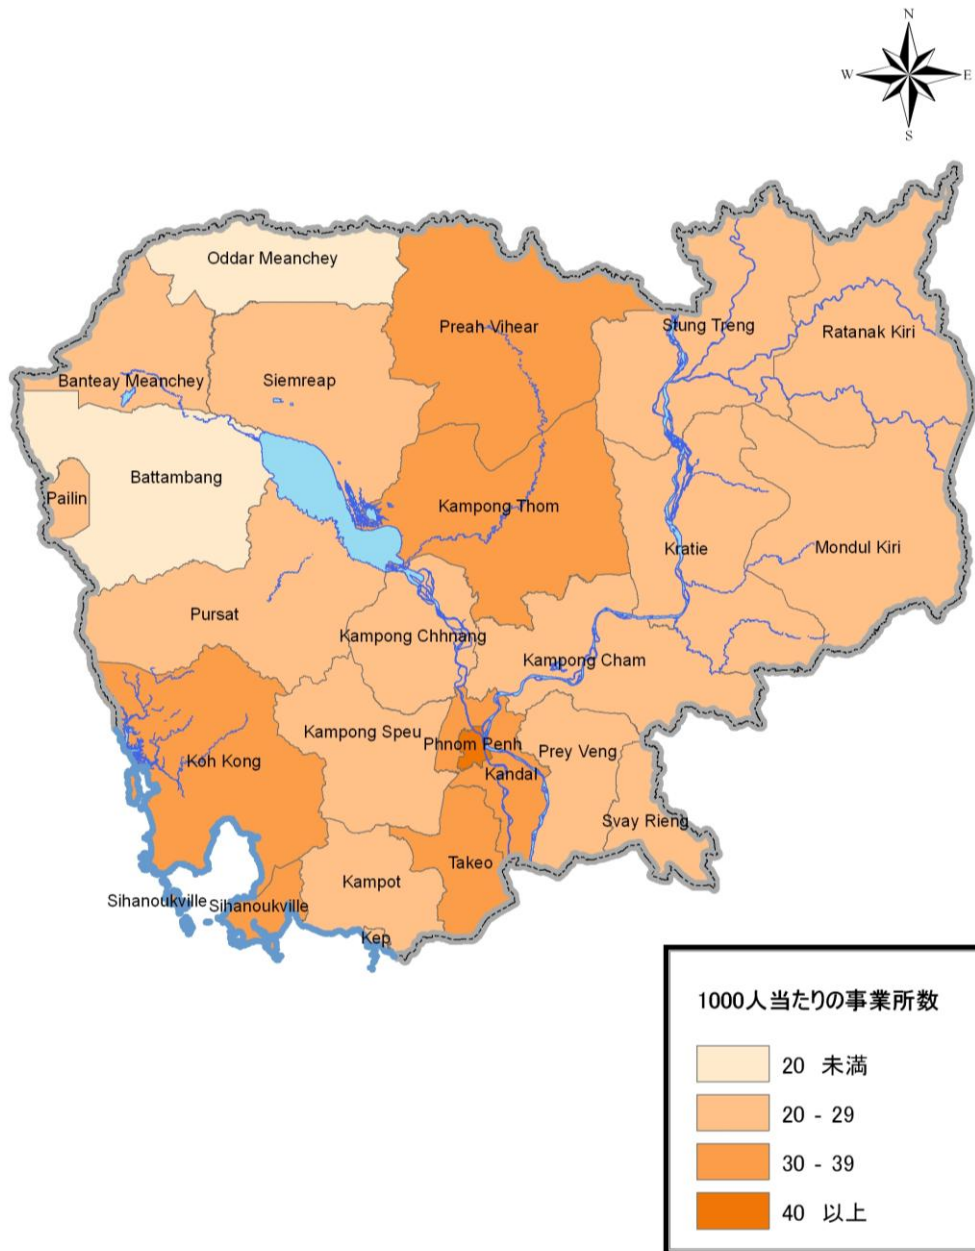 N
W
E
S
Oddar Meanchey
Preah Vihear
Stung Treng
Ratanak Kiri
Banteay Meanchey
Siemreap
Battambang
Pailin
Kampong Thom
Kratie
Mondul Kiri
Pursat
Kampong Chhnang
Kampong Cham
Kampong Speu
Phnom Penh
Prey Veng
Koh Kong
Kandal
Svay Rieng
Takeo
Kampot
Sihanoukville
Sihanoukville
Kep
1000人当たりの事業所数
20 未満
20 - 29
30 - 39
40 以上